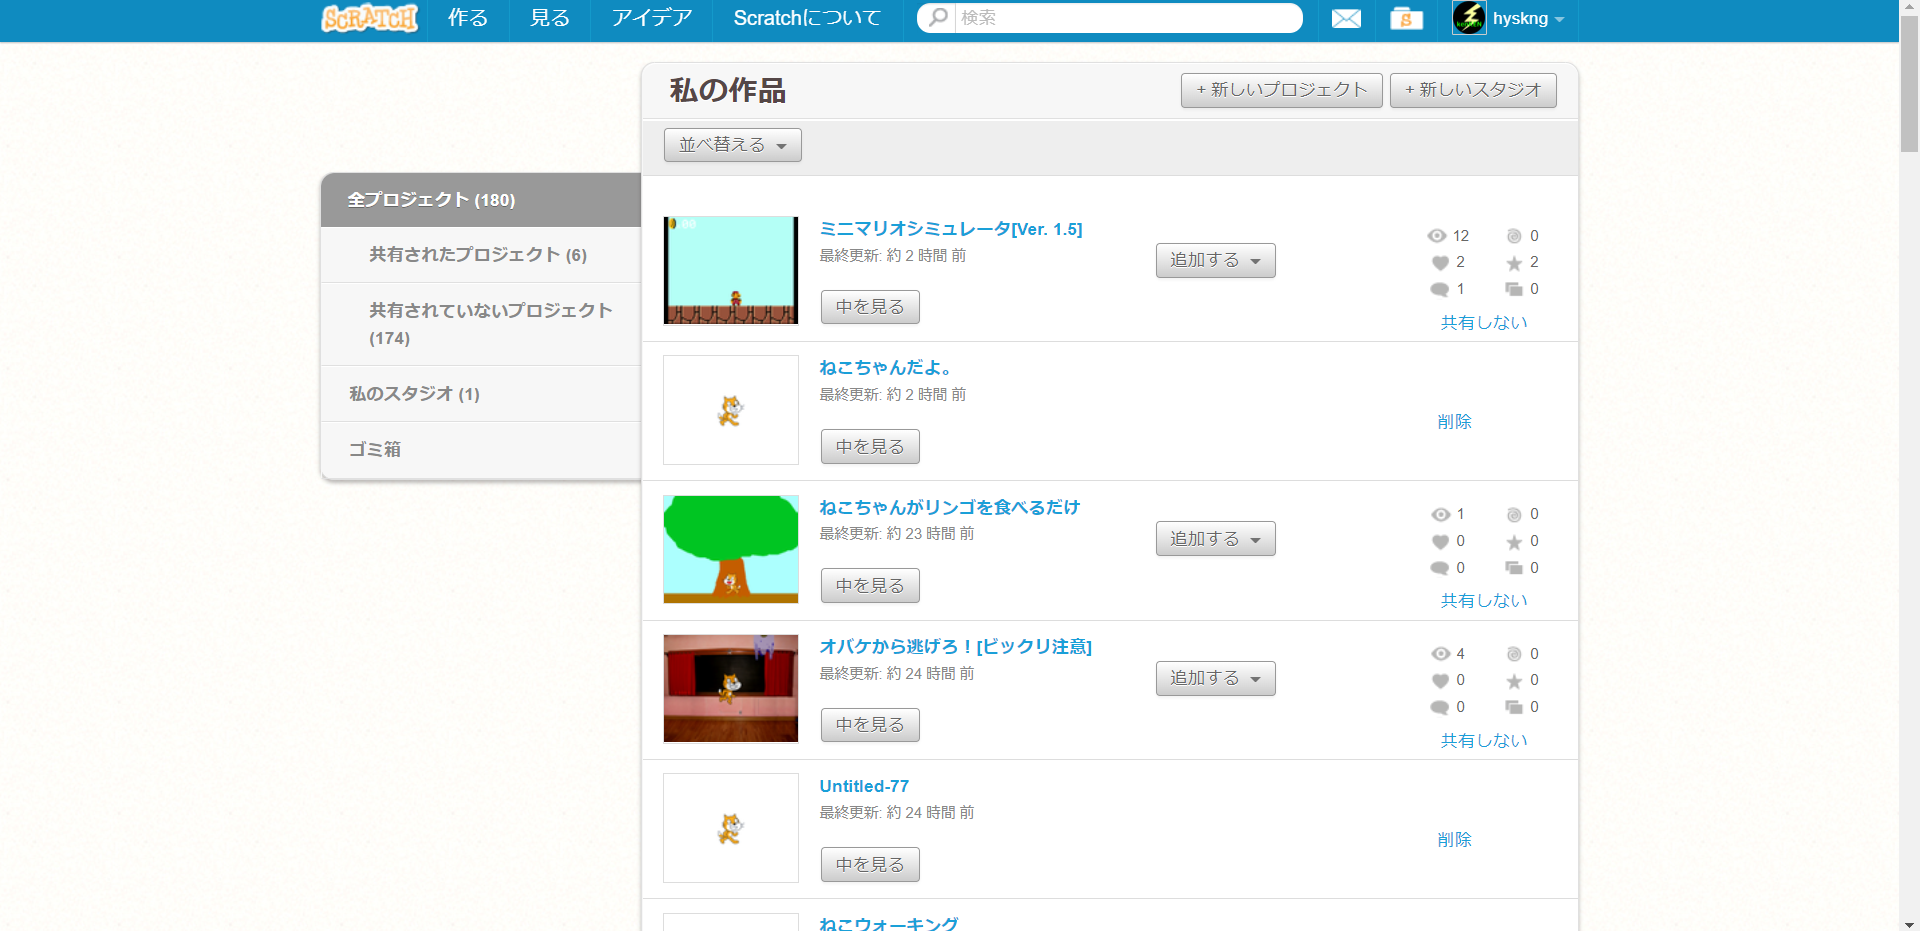 SCRATCH 作る 見る アイデア Scratchについて 検索 S hyskng
私の作品 + 新しいプロジェクト + 新しいスタジオ
並べ替える
全プロジェクト (180)
共有されたプロジェクト (6)
共有されていないプロジェクト
(174)
私のスタジオ (1)
ゴミ箱
ミニマリオシミュレータ[Ver. 1.5]
最終更新: 約 2 時間 前
中を見る
追加する
12 0
2 2
1 0
共有しない
ねこちゃんだよ。
最終更新: 約 2 時間 前
中を見る
削除
ねこちゃんがリンゴを食べるだけ
最終更新: 約 23 時間 前
中を見る
追加する
1 0
0 0
0 0
共有しない
オバケから逃げろ！[ビックリ注意]
最終更新: 約 24 時間 前
中を見る
追加する
4 0
0 0
0 0
共有しない
Untitled-77
最終更新: 約 24 時間 前
中を見る
削除
ねこウォーキング